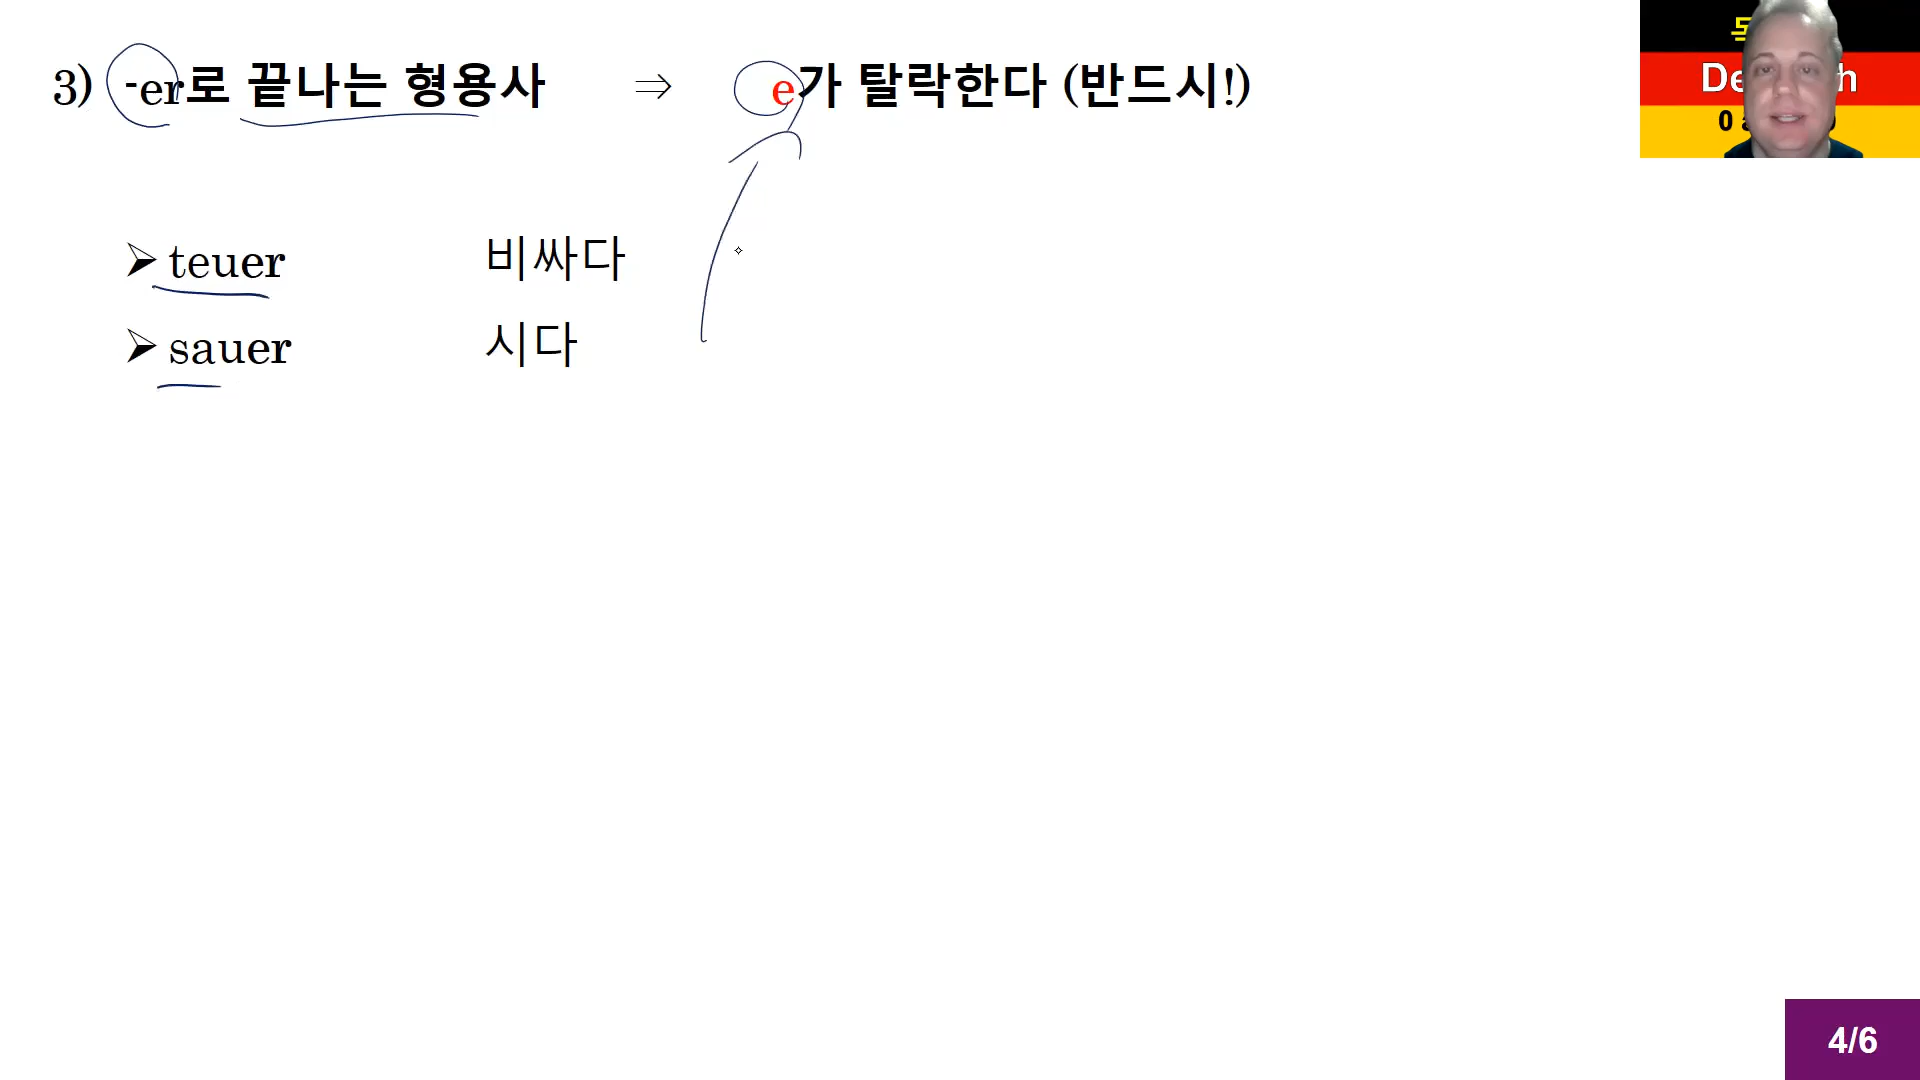 3) -er로 끝나는 형용사 ⇒ e가 탈락한다 (반드시!)
➢ teuer 비싸다
➢ sauer 시다
4/6